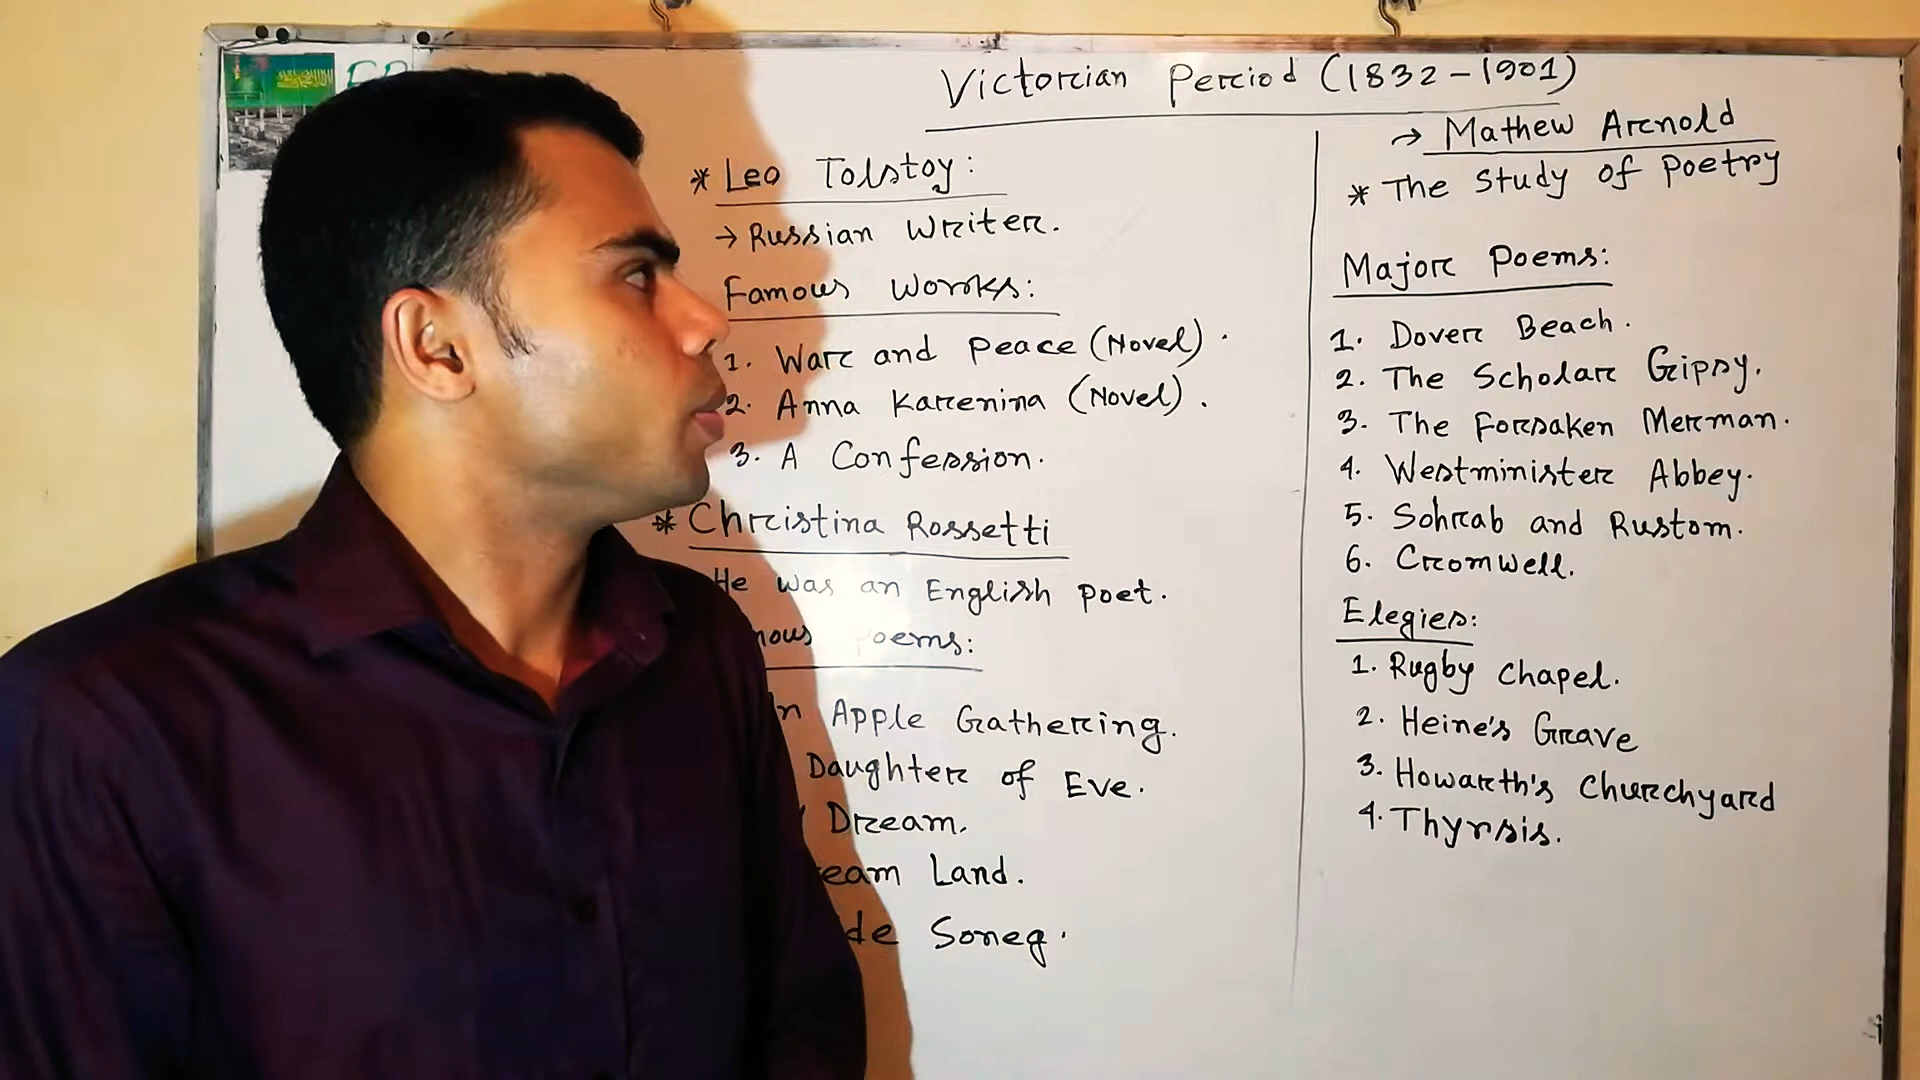 Victorian Period (1832-1901)
* Leo Tolstoy:
→ Russian Writer.
Famous Works:
1. War and Peace (Novel).
2. Anna Karenina (Novel).
3. A Confession.
* Christina Rossetti
He was an English Poet.
Poems:
Apple Gathering.
Daughter of Eve.
Dream.
Land.
Soneg.
→ Mathew Arnold
* The Study of Poetry
Major Poems:
1. Dover Beach.
2. The Scholar Gipsy.
3. The Forsaken Merman.
4. Westminister Abbey.
5. Sohrab and Rustom.
6. Cromwell.
Elegies:
1. Rugby Chapel.
2. Heine's Grave
3. Howarth's Churchyard
4. Thyrsis.